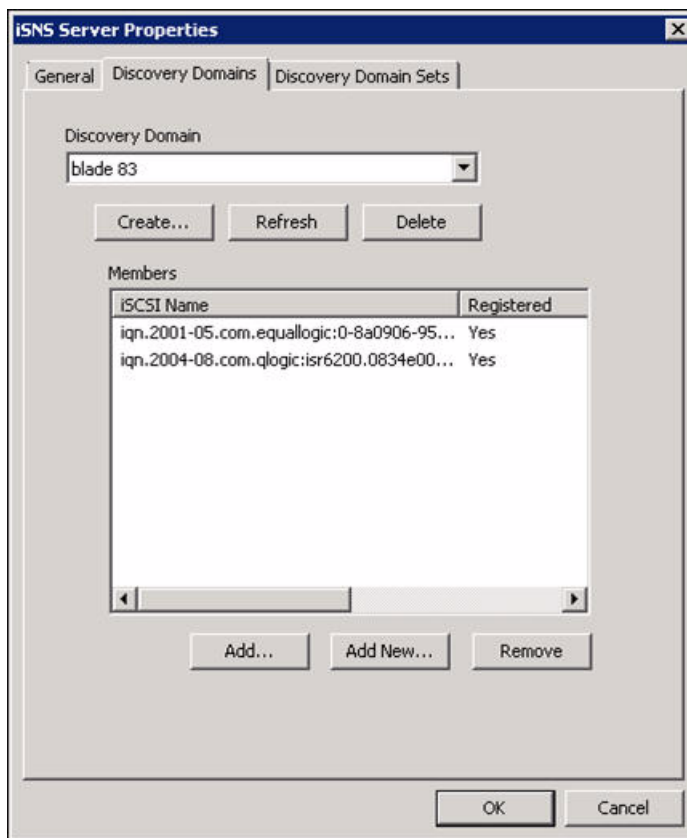 iSNS Server Properties
General Discovery Domains Discovery Domain Sets
Discovery Domain
blade 83
Create... Refresh Delete
Members
iSCSI Name Registered
iqn.2001-05.com.equallogic:0-8a0906-95... Yes
iqn.2004-08.com.qlogic:isr6200.0834e00... Yes
Add... Add New... Remove
OK Cancel